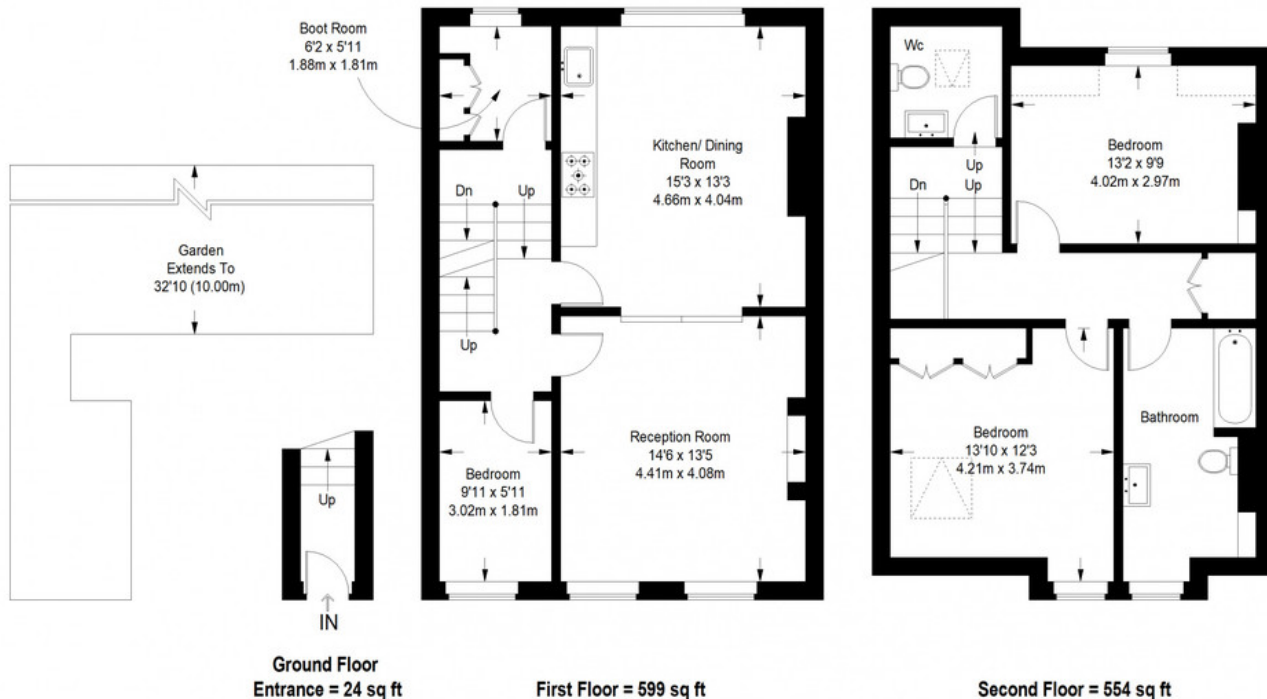 Boot Room
6'2 x 5'11
1.88m x 1.81m
Garden
Extends To
32'10 (10.00m)
Up
IN
Ground Floor
Entrance = 24 sq ft
Dn
Up
Up
Kitchen/ Dining
Room
15'3 x 13'3
4.66m x 4.04m
Reception Room
14'6 x 13'5
4.41m x 4.08m
Bedroom
9'11 x 5'11
3.02m x 1.81m
First Floor = 599 sq ft
Wc
Up
Dn
Up
Bedroom
13'2 x 9'9
4.02m x 2.97m
Bedroom
13'10 x 12'3
4.21m x 3.74m
Bathroom
Second Floor = 554 sq ft